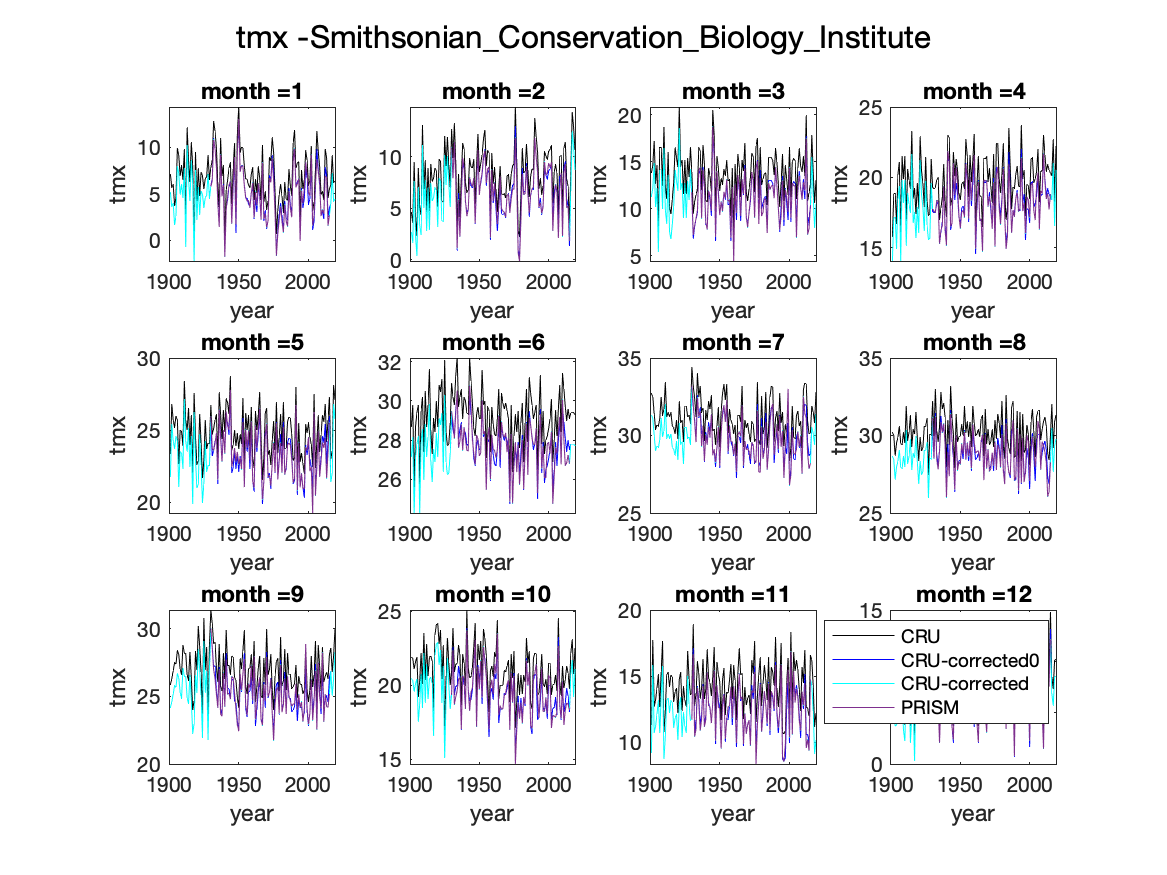 tmx -Smithsonian_Conservation_Biology_Institute
month =1
10
5
0
tmx
1900 1950 2000
year
month =2
10
5
0
tmx
1900 1950 2000
year
month =3
20
15
10
5
tmx
1900 1950 2000
year
month =4
25
20
15
tmx
1900 1950 2000
year
month =5
30
25
20
tmx
1900 1950 2000
year
month =6
32
30
28
26
tmx
1900 1950 2000
year
month =7
35
30
25
tmx
1900 1950 2000
year
month =8
35
30
25
tmx
1900 1950 2000
year
month =9
30
25
20
tmx
1900 1950 2000
year
month =10
25
20
15
tmx
1900 1950 2000
year
month =11
20
15
10
tmx
1900 1950 2000
year
month =12
15
0
1900 1950 2000
year
CRU
CRU-corrected0
CRU-corrected
PRISM